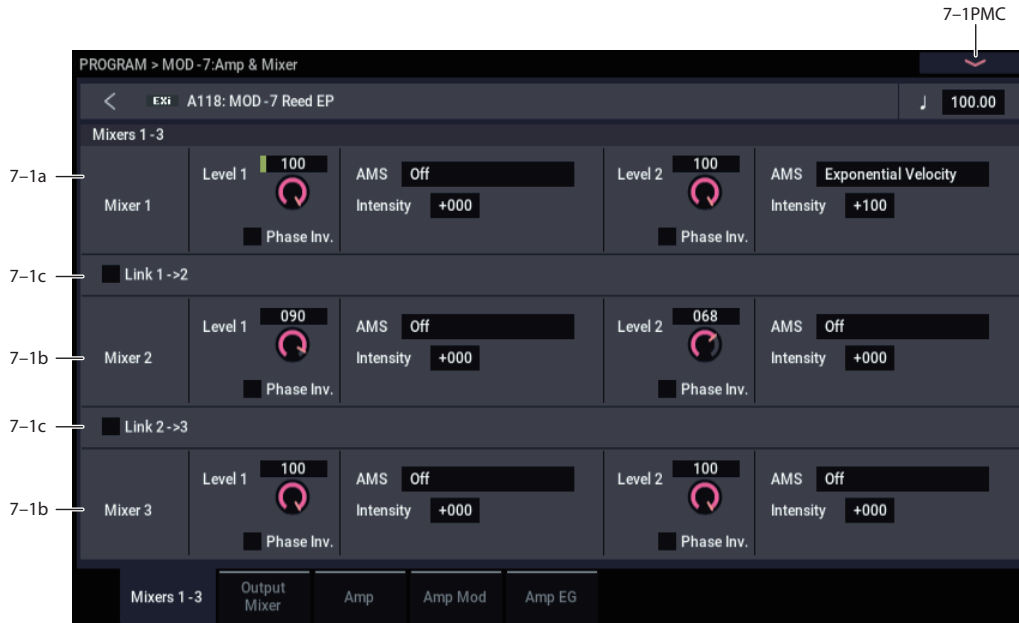 7–1PMC
PROGRAM > MOD-7:Amp & Mixer
EXi A118: MOD-7 Reed EP ♩ 100.00
Mixers 1-3
7–1a
Mixer 1
Level 1 100
Phase Inv.
AMS Off
Intensity +000
Level 2 100
Phase Inv.
AMS Exponential Velocity
Intensity +100
7–1c
Link 1->2
7–1b
Mixer 2
Level 1 090
Phase Inv.
AMS Off
Intensity +000
Level 2 068
Phase Inv.
AMS Off
Intensity +000
7–1c
Link 2->3
7–1b
Mixer 3
Level 1 100
Phase Inv.
AMS Off
Intensity +000
Level 2 100
Phase Inv.
AMS Off
Intensity +000
Mixers 1-3
Output
Mixer
Amp
Amp Mod
Amp EG